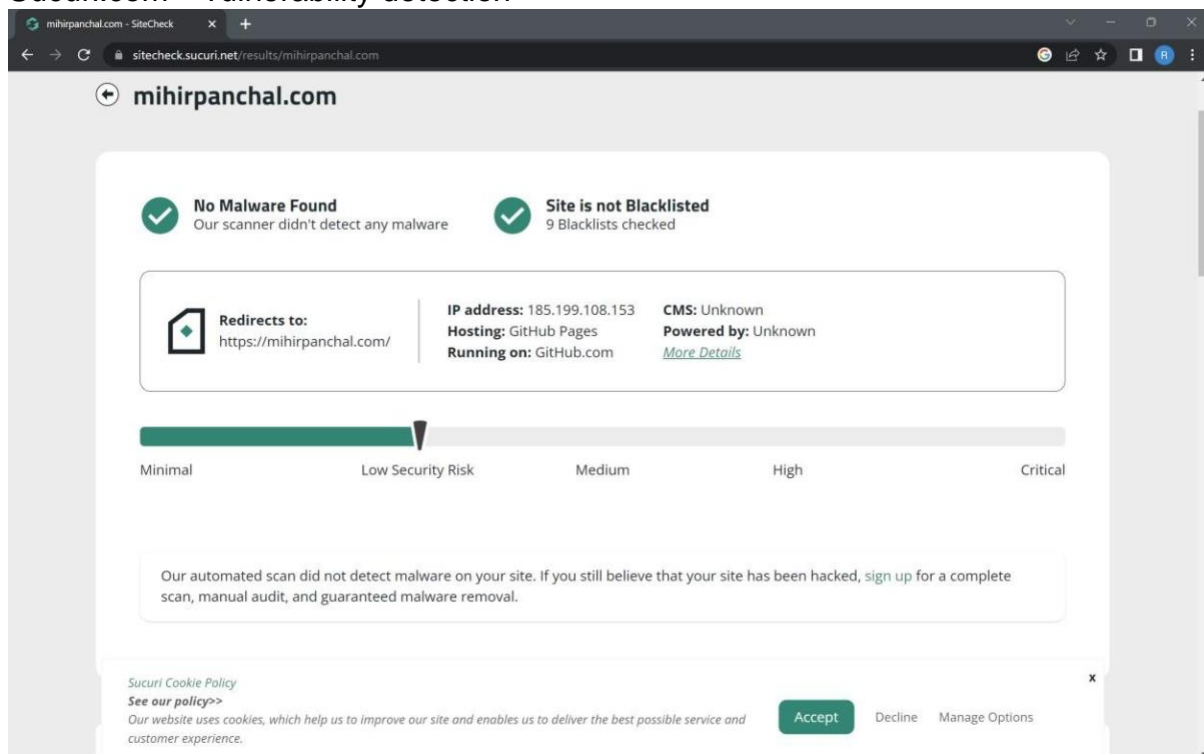 Sucuri.com – vulnerability detection
mihirpanchal.com - SiteCheck
sitecheck.sucuri.net/results/mihirpanchal.com
R
mihirpanchal.com
No Malware Found
Our scanner didn't detect any malware
Site is not Blacklisted
9 Blacklists checked
Redirects to:
https://mihirpanchal.com/
IP address: 185.199.108.153
Hosting: GitHub Pages
Running on: GitHub.com
CMS: Unknown
Powered by: Unknown
More Details
Minimal
Low Security Risk
Medium
High
Critical
Our automated scan did not detect malware on your site. If you still believe that your site has been hacked, sign up for a complete
scan, manual audit, and guaranteed malware removal.
Sucuri Cookie Policy
See our policy>>
Our website uses cookies, which help us to improve our site and enables us to deliver the best possible service and
customer experience.
Accept
Decline
Manage Options
x